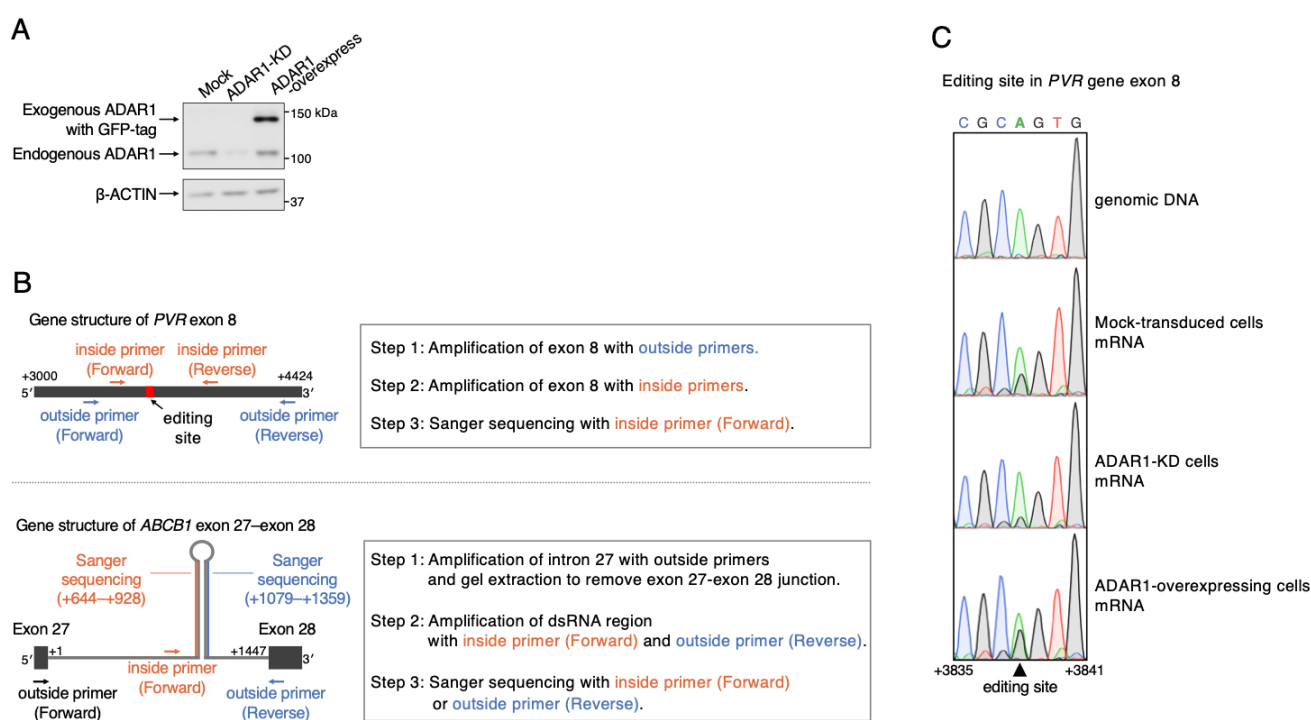 A
Mock
ADAR1-KD
ADAR1
-overexpress
Exogenous ADAR1
with GFP-tag
150 kDa
Endogenous ADAR1
100
β-ACTIN
37
B
Gene structure of PVR exon 8
inside primer
(Forward)
inside primer
(Reverse)
+3000
+4424
5′
3′
outside primer
(Forward)
editing
site
outside primer
(Reverse)
Step 1: Amplification of exon 8 with outside primers.
Step 2: Amplification of exon 8 with inside primers.
Step 3: Sanger sequencing with inside primer (Forward).
Gene structure of ABCB1 exon 27–exon 28
Sanger
sequencing
(+644–+928)
Sanger
sequencing
(+1079–+1359)
Exon 27
Exon 28
+1
+1447
5′
3′
inside primer
(Forward)
outside primer
(Forward)
outside primer
(Reverse)
Step 1: Amplification of intron 27 with outside primers
and gel extraction to remove exon 27-exon 28 junction.
Step 2: Amplification of dsRNA region
with inside primer (Forward) and outside primer (Reverse).
Step 3: Sanger sequencing with inside primer (Forward)
or outside primer (Reverse).
C
Editing site in PVR gene exon 8
C G C A G T G
genomic DNA
Mock-transduced cells
mRNA
ADAR1-KD cells
mRNA
ADAR1-overexpressing cells
mRNA
+3835
+3841
editing site